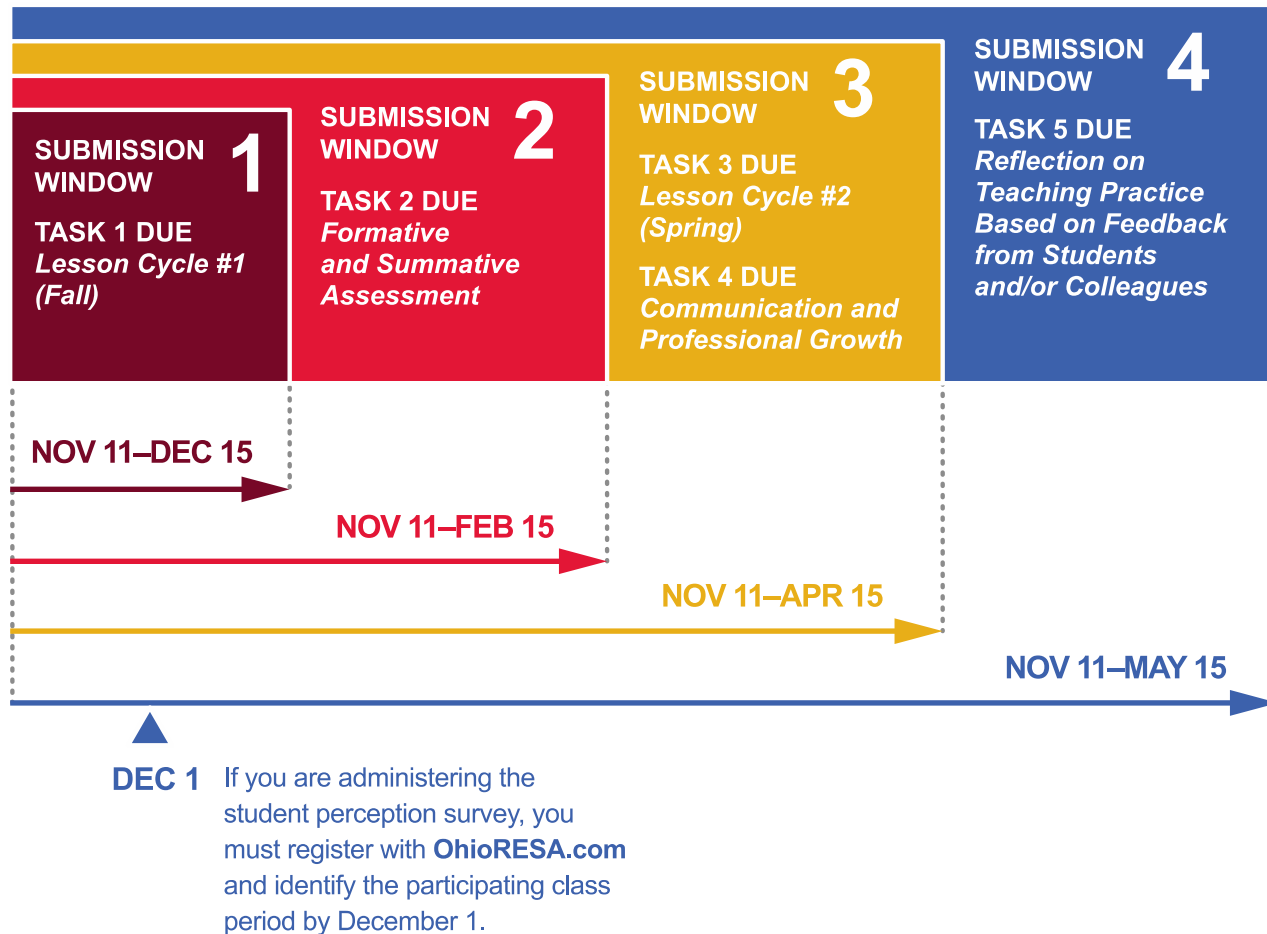 SUBMISSION
WINDOW
1
TASK 1 DUE
Lesson Cycle #1
(Fall)
SUBMISSION
WINDOW
2
TASK 2 DUE
Formative
and Summative
Assessment
SUBMISSION
WINDOW
3
TASK 3 DUE
Lesson Cycle #2
(Spring)
TASK 4 DUE
Communication and
Professional Growth
SUBMISSION
WINDOW
4
TASK 5 DUE
Reflection on
Teaching Practice
Based on Feedback
from Students
and/or Colleagues
NOV 11–DEC 15
NOV 11–FEB 15
NOV 11–APR 15
NOV 11–MAY 15
DEC 1
If you are administering the
student perception survey, you
must register with OhioRESA.com
and identify the participating class
period by December 1.